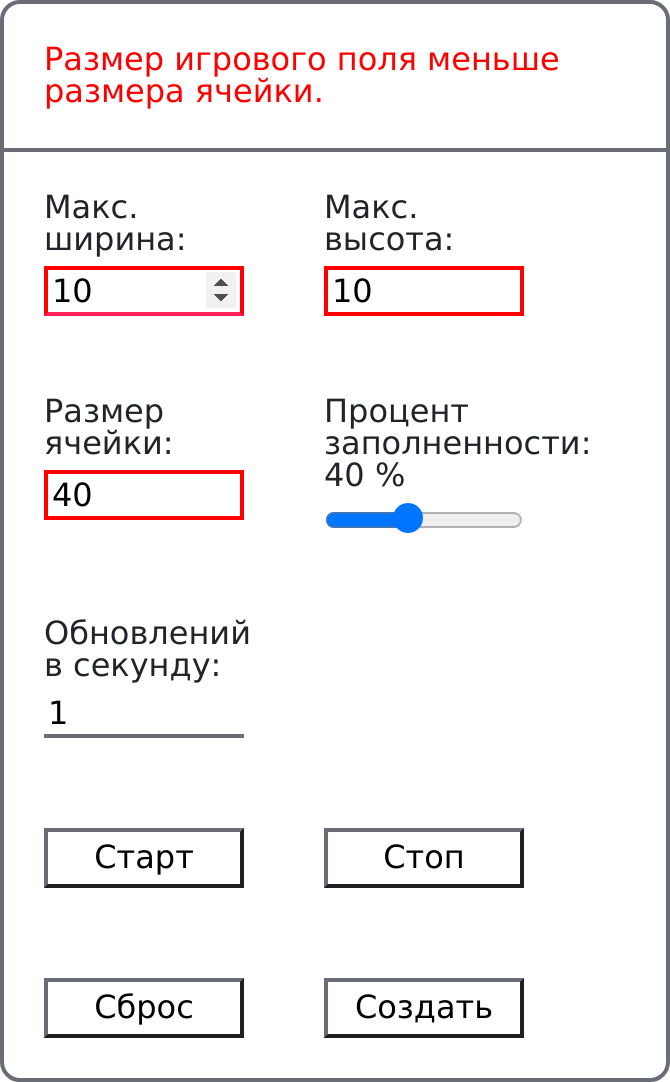 Размер игрового поля меньше
размера ячейки.
Макс.
ширина:
10
Макс.
высота:
10
Размер
ячейки:
40
Процент
заполненности:
40 %
Обновлений
в секунду:
1
Старт
Стоп
Сброс
Создать